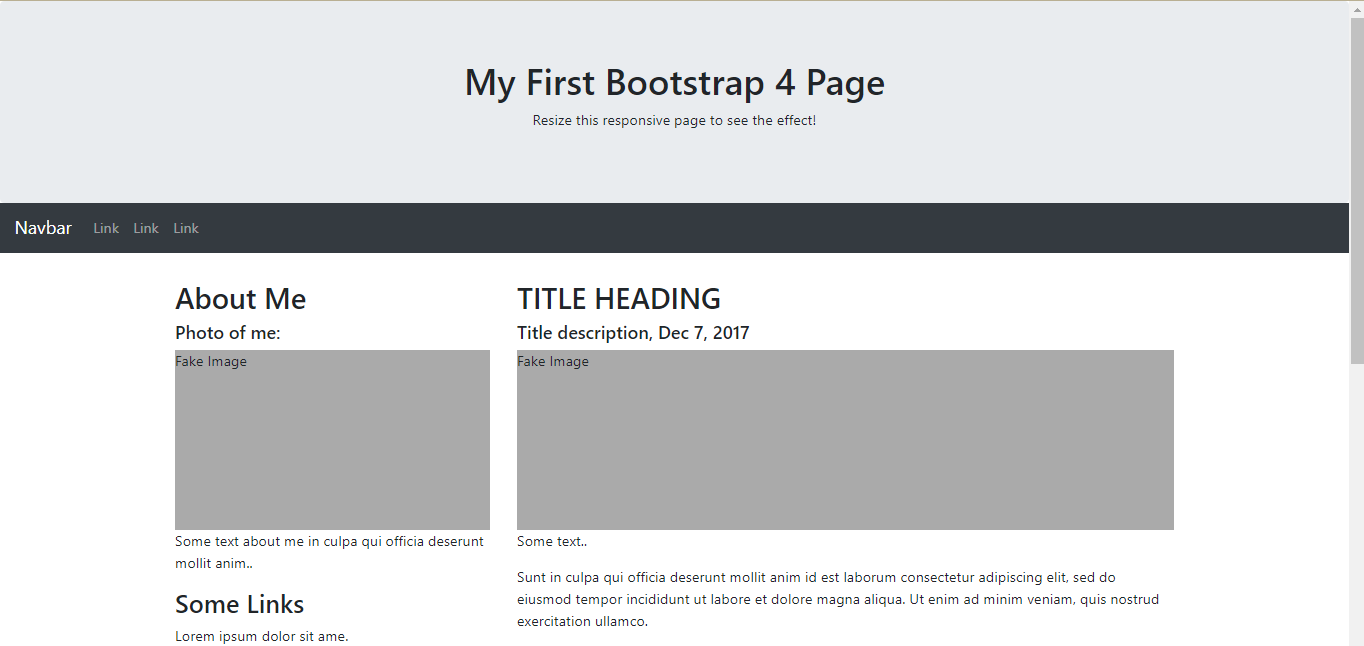 My First Bootstrap 4 Page
Resize this responsive page to see the effect!
Navbar Link Link Link
About Me
Photo of me:
Fake Image
Some text about me in culpa qui officia deserunt
mollit anim..
Some Links
Lorem ipsum dolor sit ame.
TITLE HEADING
Title description, Dec 7, 2017
Fake Image
Some text..
Sunt in culpa qui officia deserunt mollit anim id est laborum consectetur adipiscing elit, sed do
eiusmod tempor incididunt ut labore et dolore magna aliqua. Ut enim ad minim veniam, quis nostrud
exercitation ullamco.